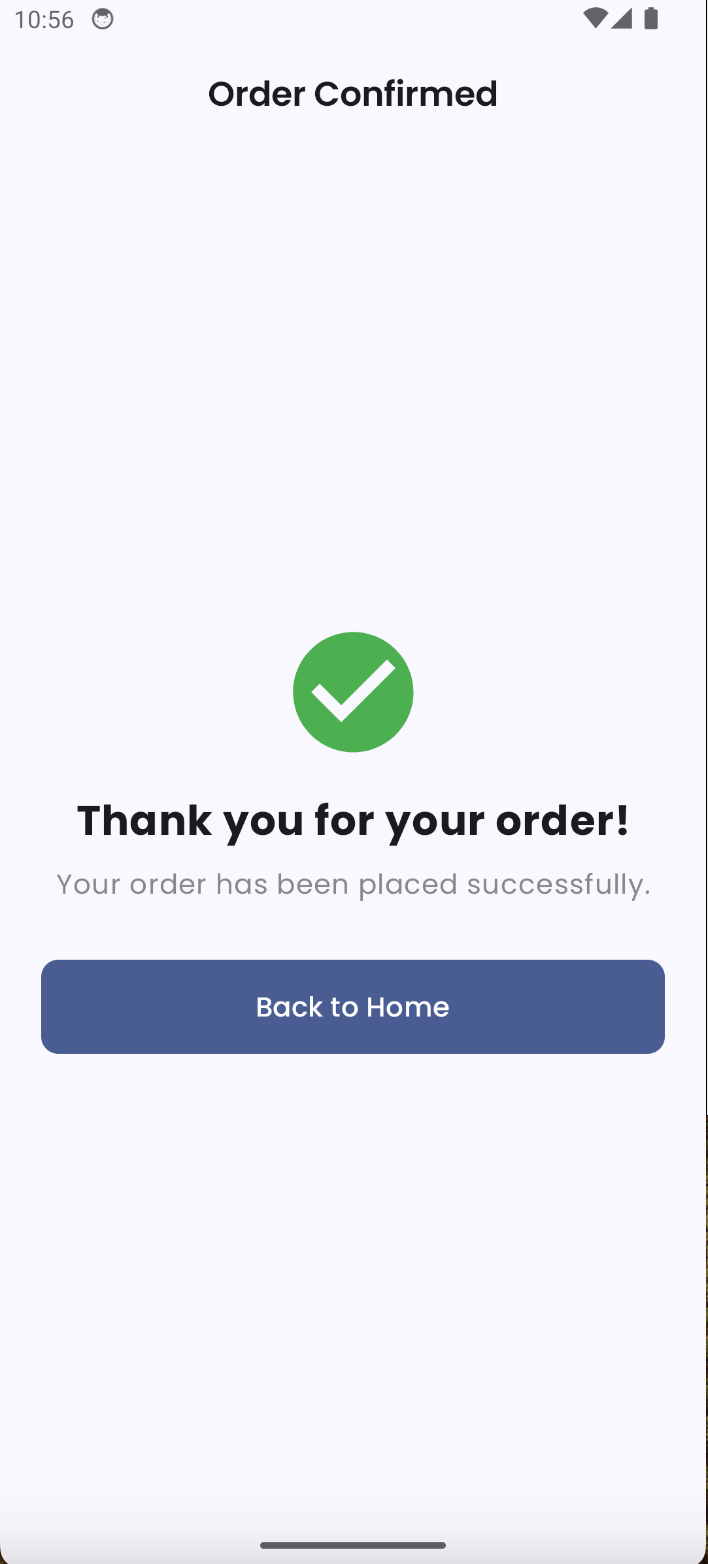 10:56
Order Confirmed
Thank you for your order!
Your order has been placed successfully.
Back to Home